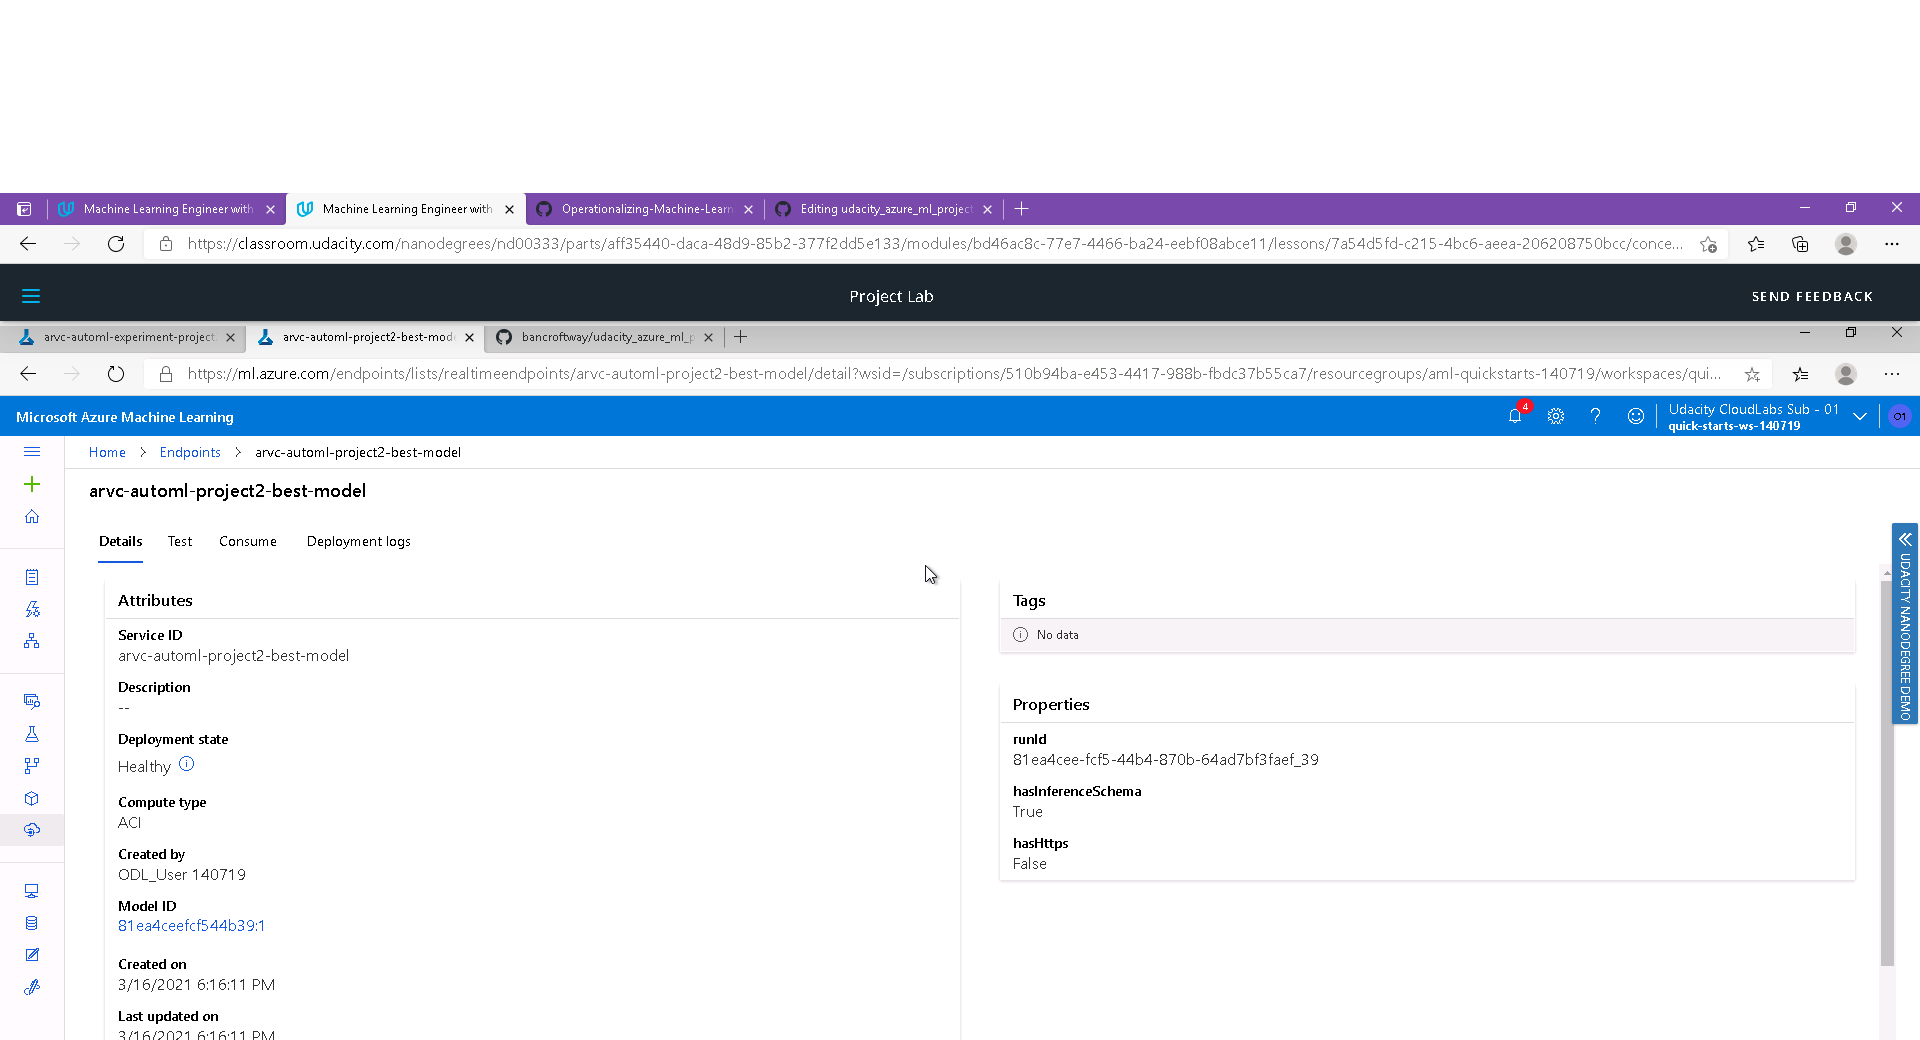 Machine Learning Engineer with
Machine Learning Engineer with
Operationalizing-Machine-Learn
Editing udacity_azure_ml_project
https://classroom.udacity.com/nanodegrees/nd00333/parts/aff35440-daca-48d9-85b2-377f2dd5e133/modules/bd46ac8c-77e7-4466-ba24-eebf08abce11/lessons/7a54d5fd-c215-4bc6-aeea-206208750bcc/conce...
Project Lab
SEND FEEDBACK
arvc-automl-experiment-project
arvc-automl-project2-best-mode
bancroftway/udacity_azure_ml_p
https://ml.azure.com/endpoints/lists/realtimeendpoints/arvc-automl-project2-best-model/detail?wsid=/subscriptions/510b94ba-e453-4417-988b-fbdc37b55ca7/resourcegroups/aml-quickstarts-140719/workspaces/qui...
Microsoft Azure Machine Learning
4
Udacity CloudLabs Sub - 01
quick-starts-ws-140719
O1
Home > Endpoints > arvc-automl-project2-best-model
arvc-automl-project2-best-model
Details Test Consume Deployment logs
Attributes
Service ID
arvc-automl-project2-best-model
Description
--
Deployment state
Healthy
Compute type
ACI
Created by
ODL_User 140719
Model ID
81ea4ceefcf544b39:1
Created on
3/16/2021 6:16:11 PM
Last updated on
3/16/2021 6:16:11 PM
Tags
No data
Properties
runId
81ea4cee-fcf5-44b4-870b-64ad7bf3faef_39
hasInferenceSchema
True
hasHttps
False
UDACITY NANODEGREE DEMO